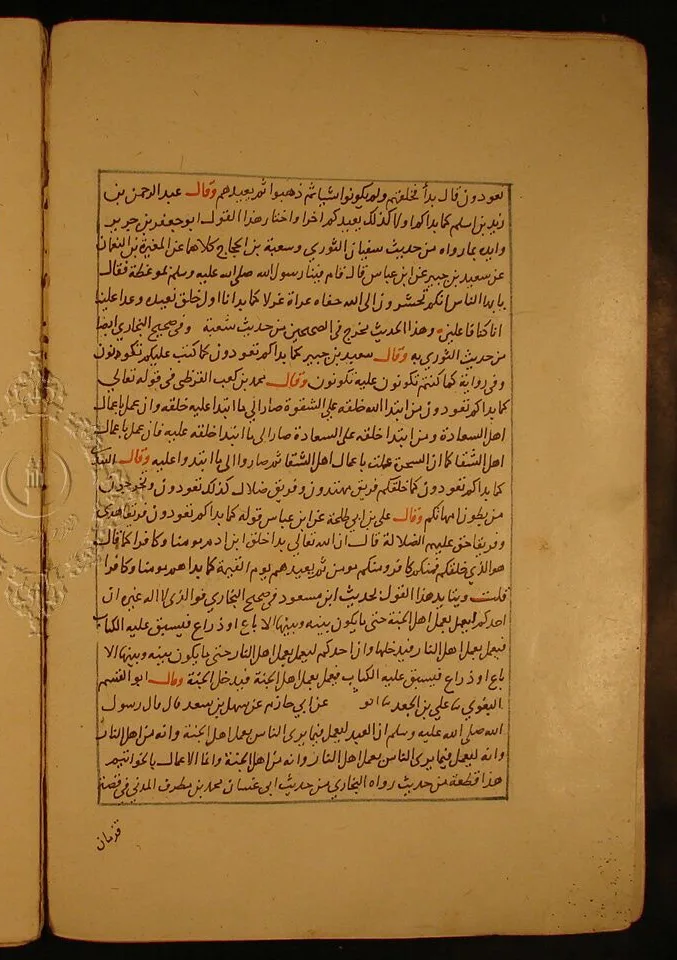 تعودون قال بدأ فخلقهم ولم يكونوا شيا ثم ذهبوا ثم يعيدهم وقال عبد الرحمن بن
زيد بن اسلم كما بداكم اولا كذلك يعيدكم اخرا واختار هذا القول ابو جعفر بن جرير
وايده بما رواه من حديث سفيان الثوري وشعبة بن الحجاج كلاهما عن المغيرة بن النعمان
عن سعيد بن جبير عن ابن عباس قال قام فينا رسول الله صلى الله عليه وسلم بموعظة فقال
يا ايها الناس انكم تحشرون الى الله حفاه عراة غرلا كما بدانا اول خلق نعيده وعدا علينا
انا كنا فاعلين وهذا الحديث مخرج في الصحيحين من حديث شعبة وفي صحيح البخاري ايضا
من حديث الثوري به وقال سعيد بن جبير كما بداكم تعودون كما كتب عليكم تكونون
وفي رواية كما كنتم تكونون عليه تكونون وقال محمد بن كعب القرظي في قوله تعالى
كما بداكم تعودون من ابتدا الله خلقه على الشقوة صار الى ما ابتدا عليه خلقه وان عمل باعمال
اهل السعادة ومن ابتدا خلقه على السعادة صار الى ما ابتدا خلقه عليه فان عمل باعمال
اهل الشقا كما ان السحرة عملت باعمال اهل الشقا ثم صاروا الى ما ابتدوا عليه وقال السدي
كما بداكم تعودون كما خلقكم فريق مهتدون وفريق ضلال كذلك تعودون وتخرجون
من بطون امهاتكم وقال علي بن ابي طلحة عن ابن عباس قوله كما بداكم تعودون فريقا هدى
وفريقا حق عليهم الضلالة قال ان الله تعالى بدا خلق ابن ادم مومنا وكافرا كما قال
هو الذي خلقكم فمنكم كافر ومنكم مومن ثم يعيدهم يوم القيمة كما بداهم مومنا وكافرا
قلت ويتايد هذا القول بحديث ابن مسعود في صحيح البخاري فوالذي لا اله غيره ان
احدكم ليعمل بعمل اهل الجنة حتى ما يكون بينه وبينها الا باع او ذراع فيسبق عليه الكتاب
فيعمل بعمل اهل النار فيدخلها وان احدكم ليعمل بعمل اهل النار حتى ما يكون بينه وبينها الا
باع او ذراع فيسبق عليه الكتاب فيعمل بعمل اهل الجنة فيدخل الجنة وقال ابو القسم
البغوي ثنا علي بن الجعد ثنا ابو عن ابي حازم عن سهل بن سعد قال قال رسول
الله صلى الله عليه وسلم ان العبد ليعمل فيما يرى الناس بعمل اهل الجنة وانه من اهل النار
وانه ليعمل فيما يرى الناس بعمل اهل النار وانه من اهل الجنة وانما الاعمال بالخواتيم
هذا قطعة من حديث رواه البخاري من حديث ابي غسان محمد بن مطرف المدني في قصة
قزمان